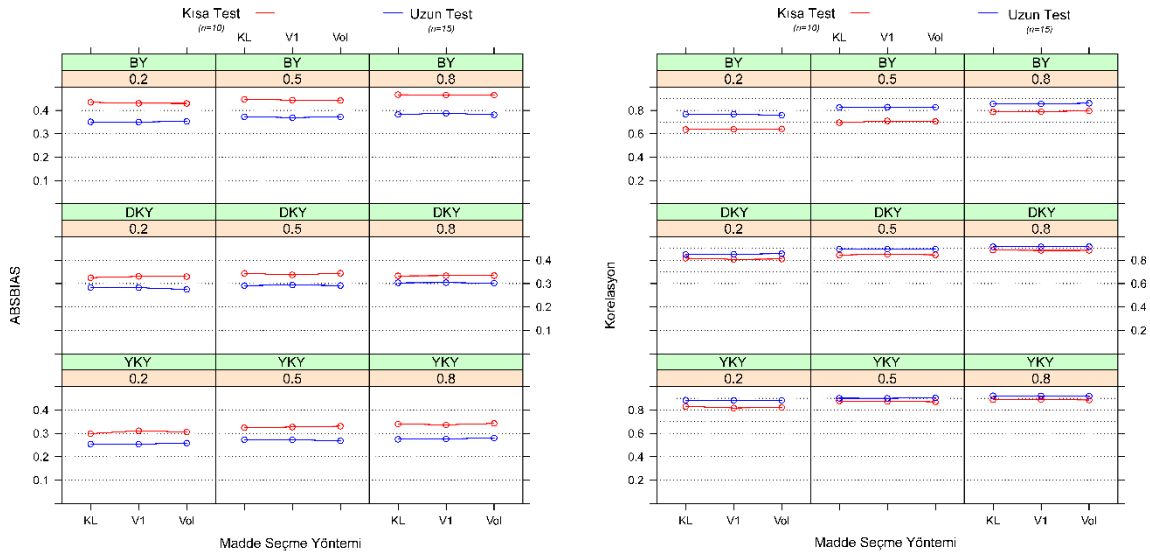 Kısa Test Uzun Test
(n=10) (n=15)
KL V1 Vol
BY BY BY
0.2 0.5 0.8
0.4
0.3
0.2
0.1
DKY DKY DKY
0.2 0.5 0.8
0.4
0.3
0.2
0.1
YKY YKY YKY
0.2 0.5 0.8
0.4
0.3
0.2
0.1
KL V1 Vol KL V1 Vol
ABSBIAS
Madde Seçme Yöntemi
Kısa Test Uzun Test
(n=10) (n=15)
KL V1 Vol
BY BY BY
0.2 0.5 0.8
0.8
0.6
0.4
0.2
DKY DKY DKY
0.2 0.5 0.8
0.8
0.6
0.4
0.2
YKY YKY YKY
0.2 0.5 0.8
0.8
0.6
0.4
0.2
KL V1 Vol KL V1 Vol
Korelasyon
Madde Seçme Yöntemi